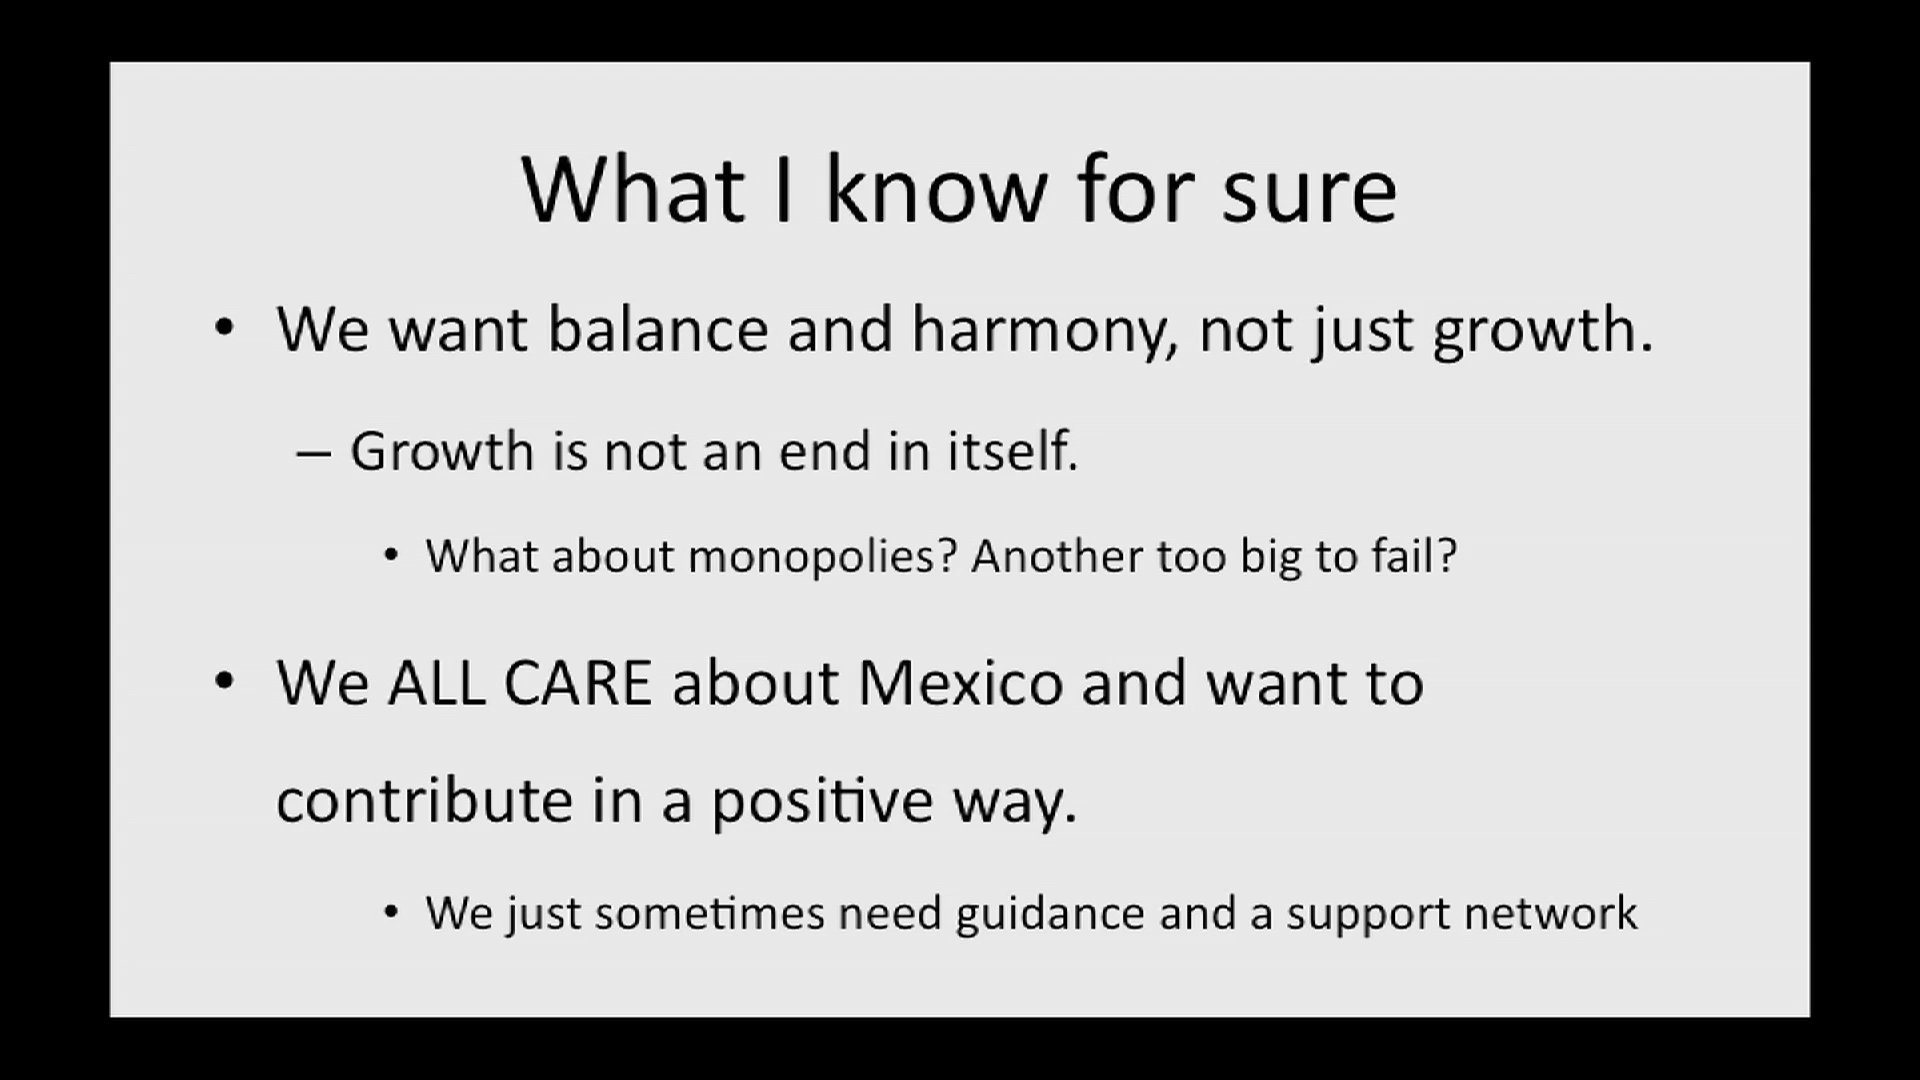 What I know for sure
• We want balance and harmony, not just growth.
– Growth is not an end in itself.
• What about monopolies? Another too big to fail?
• We ALL CARE about Mexico and want to
contribute in a positive way.
• We just sometimes need guidance and a support network